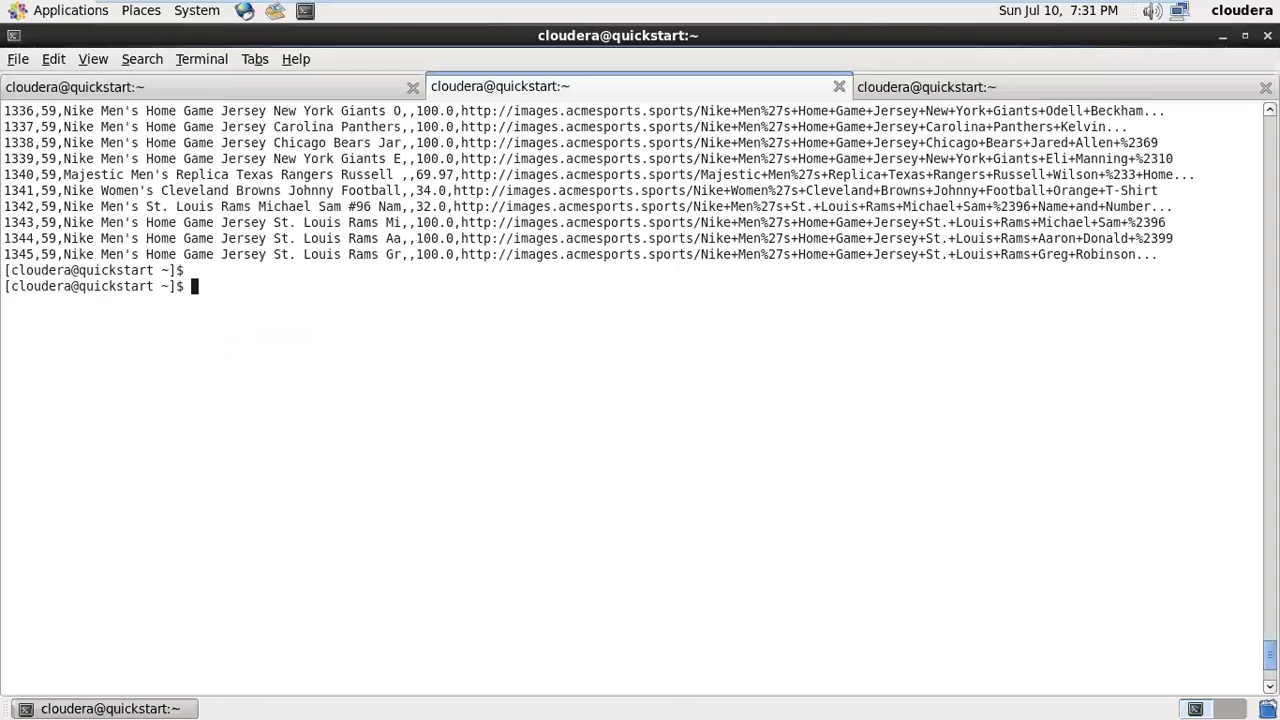 Applications Places System Sun Jul 10, 7:31 PM cloudera
cloudera@quickstart:~
File Edit View Search Terminal Tabs Help
cloudera@quickstart:~ cloudera@quickstart:~ cloudera@quickstart:~
1336,59,Nike Men's Home Game Jersey New York Giants O,,100.0,http://images.acmesports.sports/Nike+Men%27s+Home+Game+Jersey+New+York+Giants+Odell+Beckham...
1337,59,Nike Men's Home Game Jersey Carolina Panthers,,100.0,http://images.acmesports.sports/Nike+Men%27s+Home+Game+Jersey+Carolina+Panthers+Kelvin...
1338,59,Nike Men's Home Game Jersey Chicago Bears Jar,,100.0,http://images.acmesports.sports/Nike+Men%27s+Home+Game+Jersey+Chicago+Bears+Jared+Allen+%2369
1339,59,Nike Men's Home Game Jersey New York Giants E,,100.0,http://images.acmesports.sports/Nike+Men%27s+Home+Game+Jersey+New+York+Giants+Eli+Manning+%2310
1340,59,Majestic Men's Replica Texas Rangers Russell ,,69.97,http://images.acmesports.sports/Majestic+Men%27s+Replica+Texas+Rangers+Russell+Wilson+%233+Home...
1341,59,Nike Women's Cleveland Browns Johnny Football,,34.0,http://images.acmesports.sports/Nike+Women%27s+Cleveland+Browns+Johnny+Football+Orange+T-Shirt
1342,59,Nike Men's St. Louis Rams Michael Sam #96 Nam,,32.0,http://images.acmesports.sports/Nike+Men%27s+St.+Louis+Rams+Michael+Sam+%2396+Name+and+Number...
1343,59,Nike Men's Home Game Jersey St. Louis Rams Mi,,100.0,http://images.acmesports.sports/Nike+Men%27s+Home+Game+Jersey+St.+Louis+Rams+Michael+Sam+%2396
1344,59,Nike Men's Home Game Jersey St. Louis Rams Aa,,100.0,http://images.acmesports.sports/Nike+Men%27s+Home+Game+Jersey+St.+Louis+Rams+Aaron+Donald+%2399
1345,59,Nike Men's Home Game Jersey St. Louis Rams Gr,,100.0,http://images.acmesports.sports/Nike+Men%27s+Home+Game+Jersey+St.+Louis+Rams+Greg+Robinson...
[cloudera@quickstart ~]$
[cloudera@quickstart ~]$
cloudera@quickstart:~